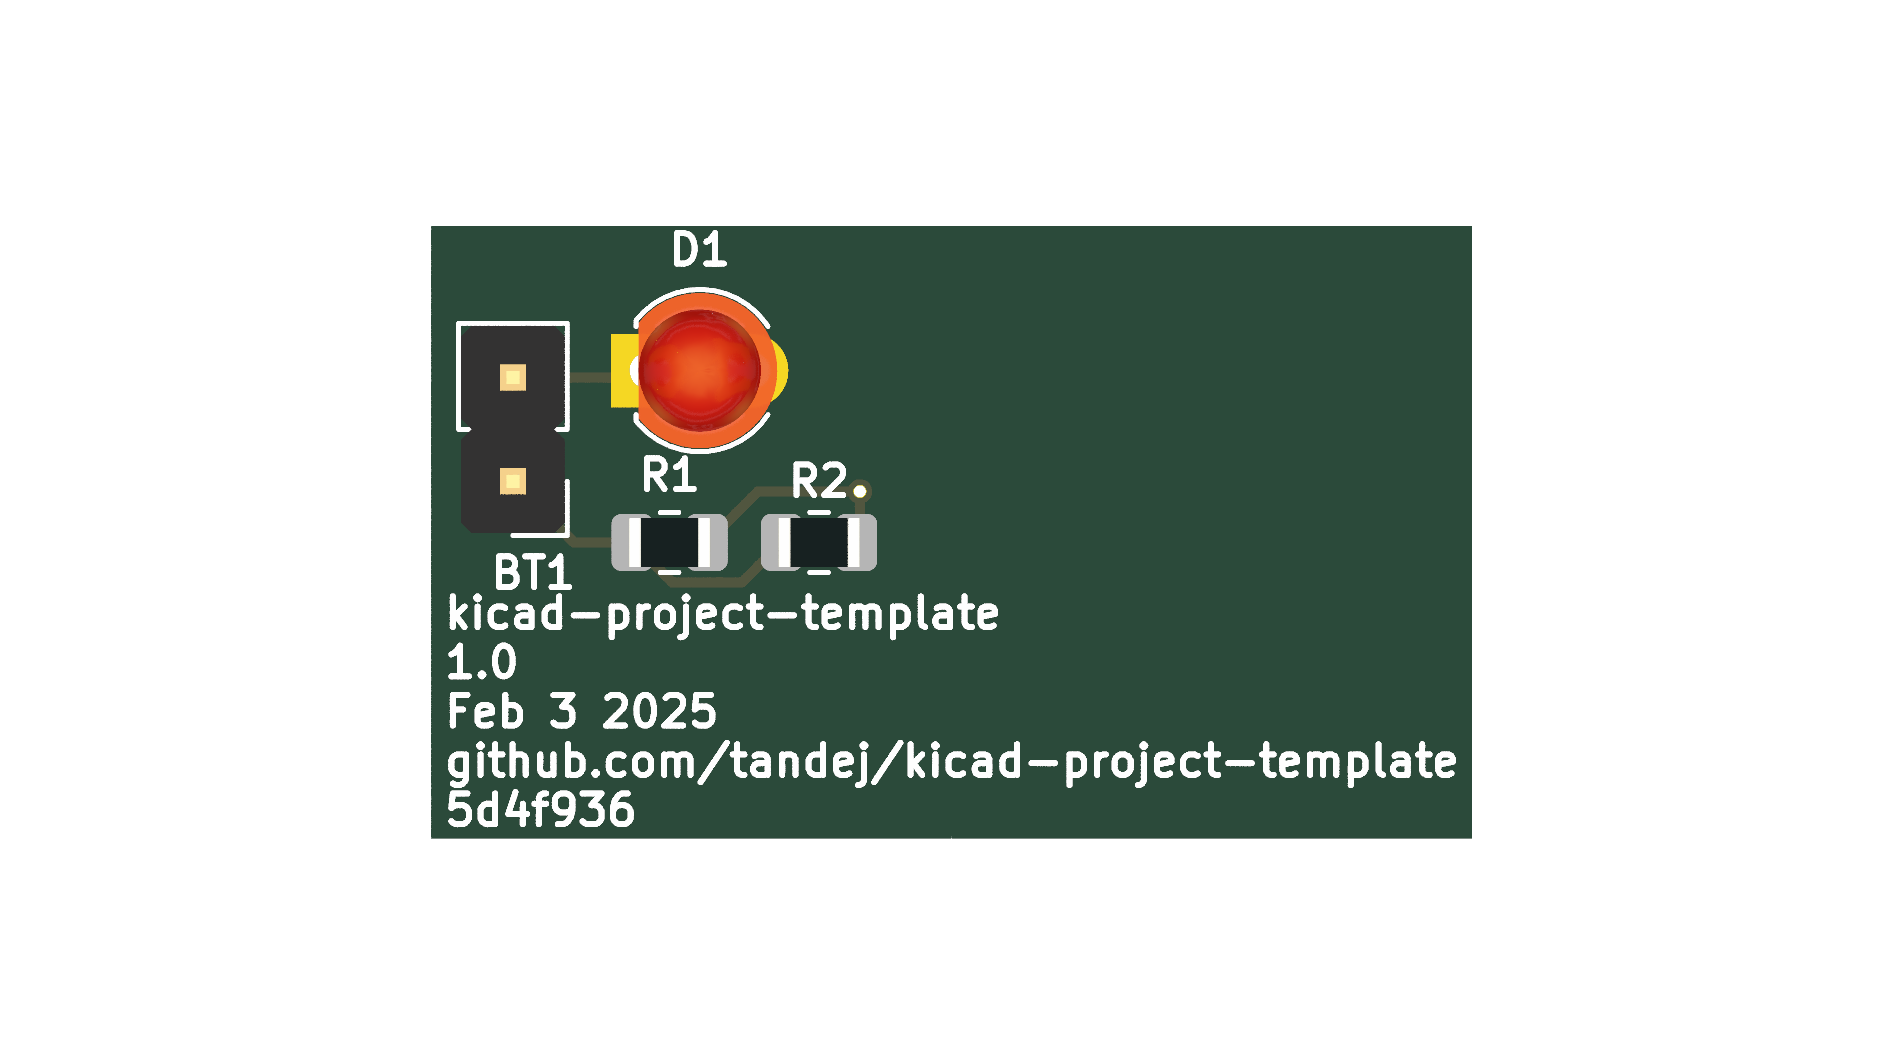 D1
R1
R2
BT1
kicad-project-template
1.0
Feb 3 2025
github.com/tandej/kicad-project-template
5d4f936